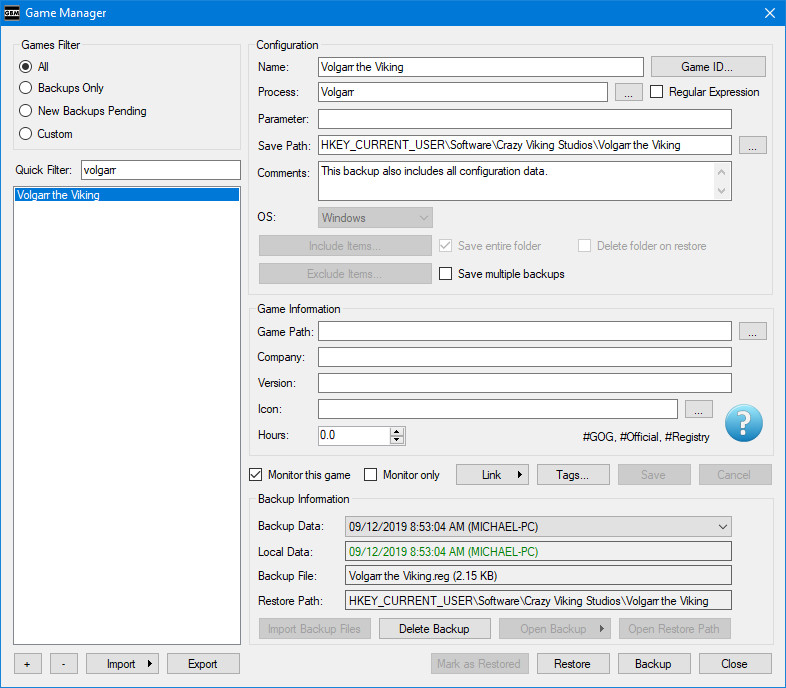 GBM Game Manager
Games Filter
All
Backups Only
New Backups Pending
Custom
Quick Filter: volgarr
Volgarr the Viking
Configuration
Name: Volgarr the Viking Game ID...
Process: Volgarr ... Regular Expression
Parameter:
Save Path: HKEY_CURRENT_USER\Software\Crazy Viking Studios\Volgarr the Viking ...
Comments: This backup also includes all configuration data.
OS: Windows
Include Items... Save entire folder Delete folder on restore
Exclude Items... Save multiple backups
Game Information
Game Path: ...
Company:
Version:
Icon: ...
Hours: 0.0
?
#GOG, #Official, #Registry
Monitor this game Monitor only Link Tags... Save Cancel
Backup Information
Backup Data: 09/12/2019 8:53:04 AM (MICHAEL-PC)
Local Data: 09/12/2019 8:53:04 AM (MICHAEL-PC)
Backup File: Volgarr the Viking.reg (2.15 KB)
Restore Path: HKEY_CURRENT_USER\Software\Crazy Viking Studios\Volgarr the Viking
Import Backup Files Delete Backup Open Backup Open Restore Path
+ - Import Export Mark as Restored Restore Backup Close